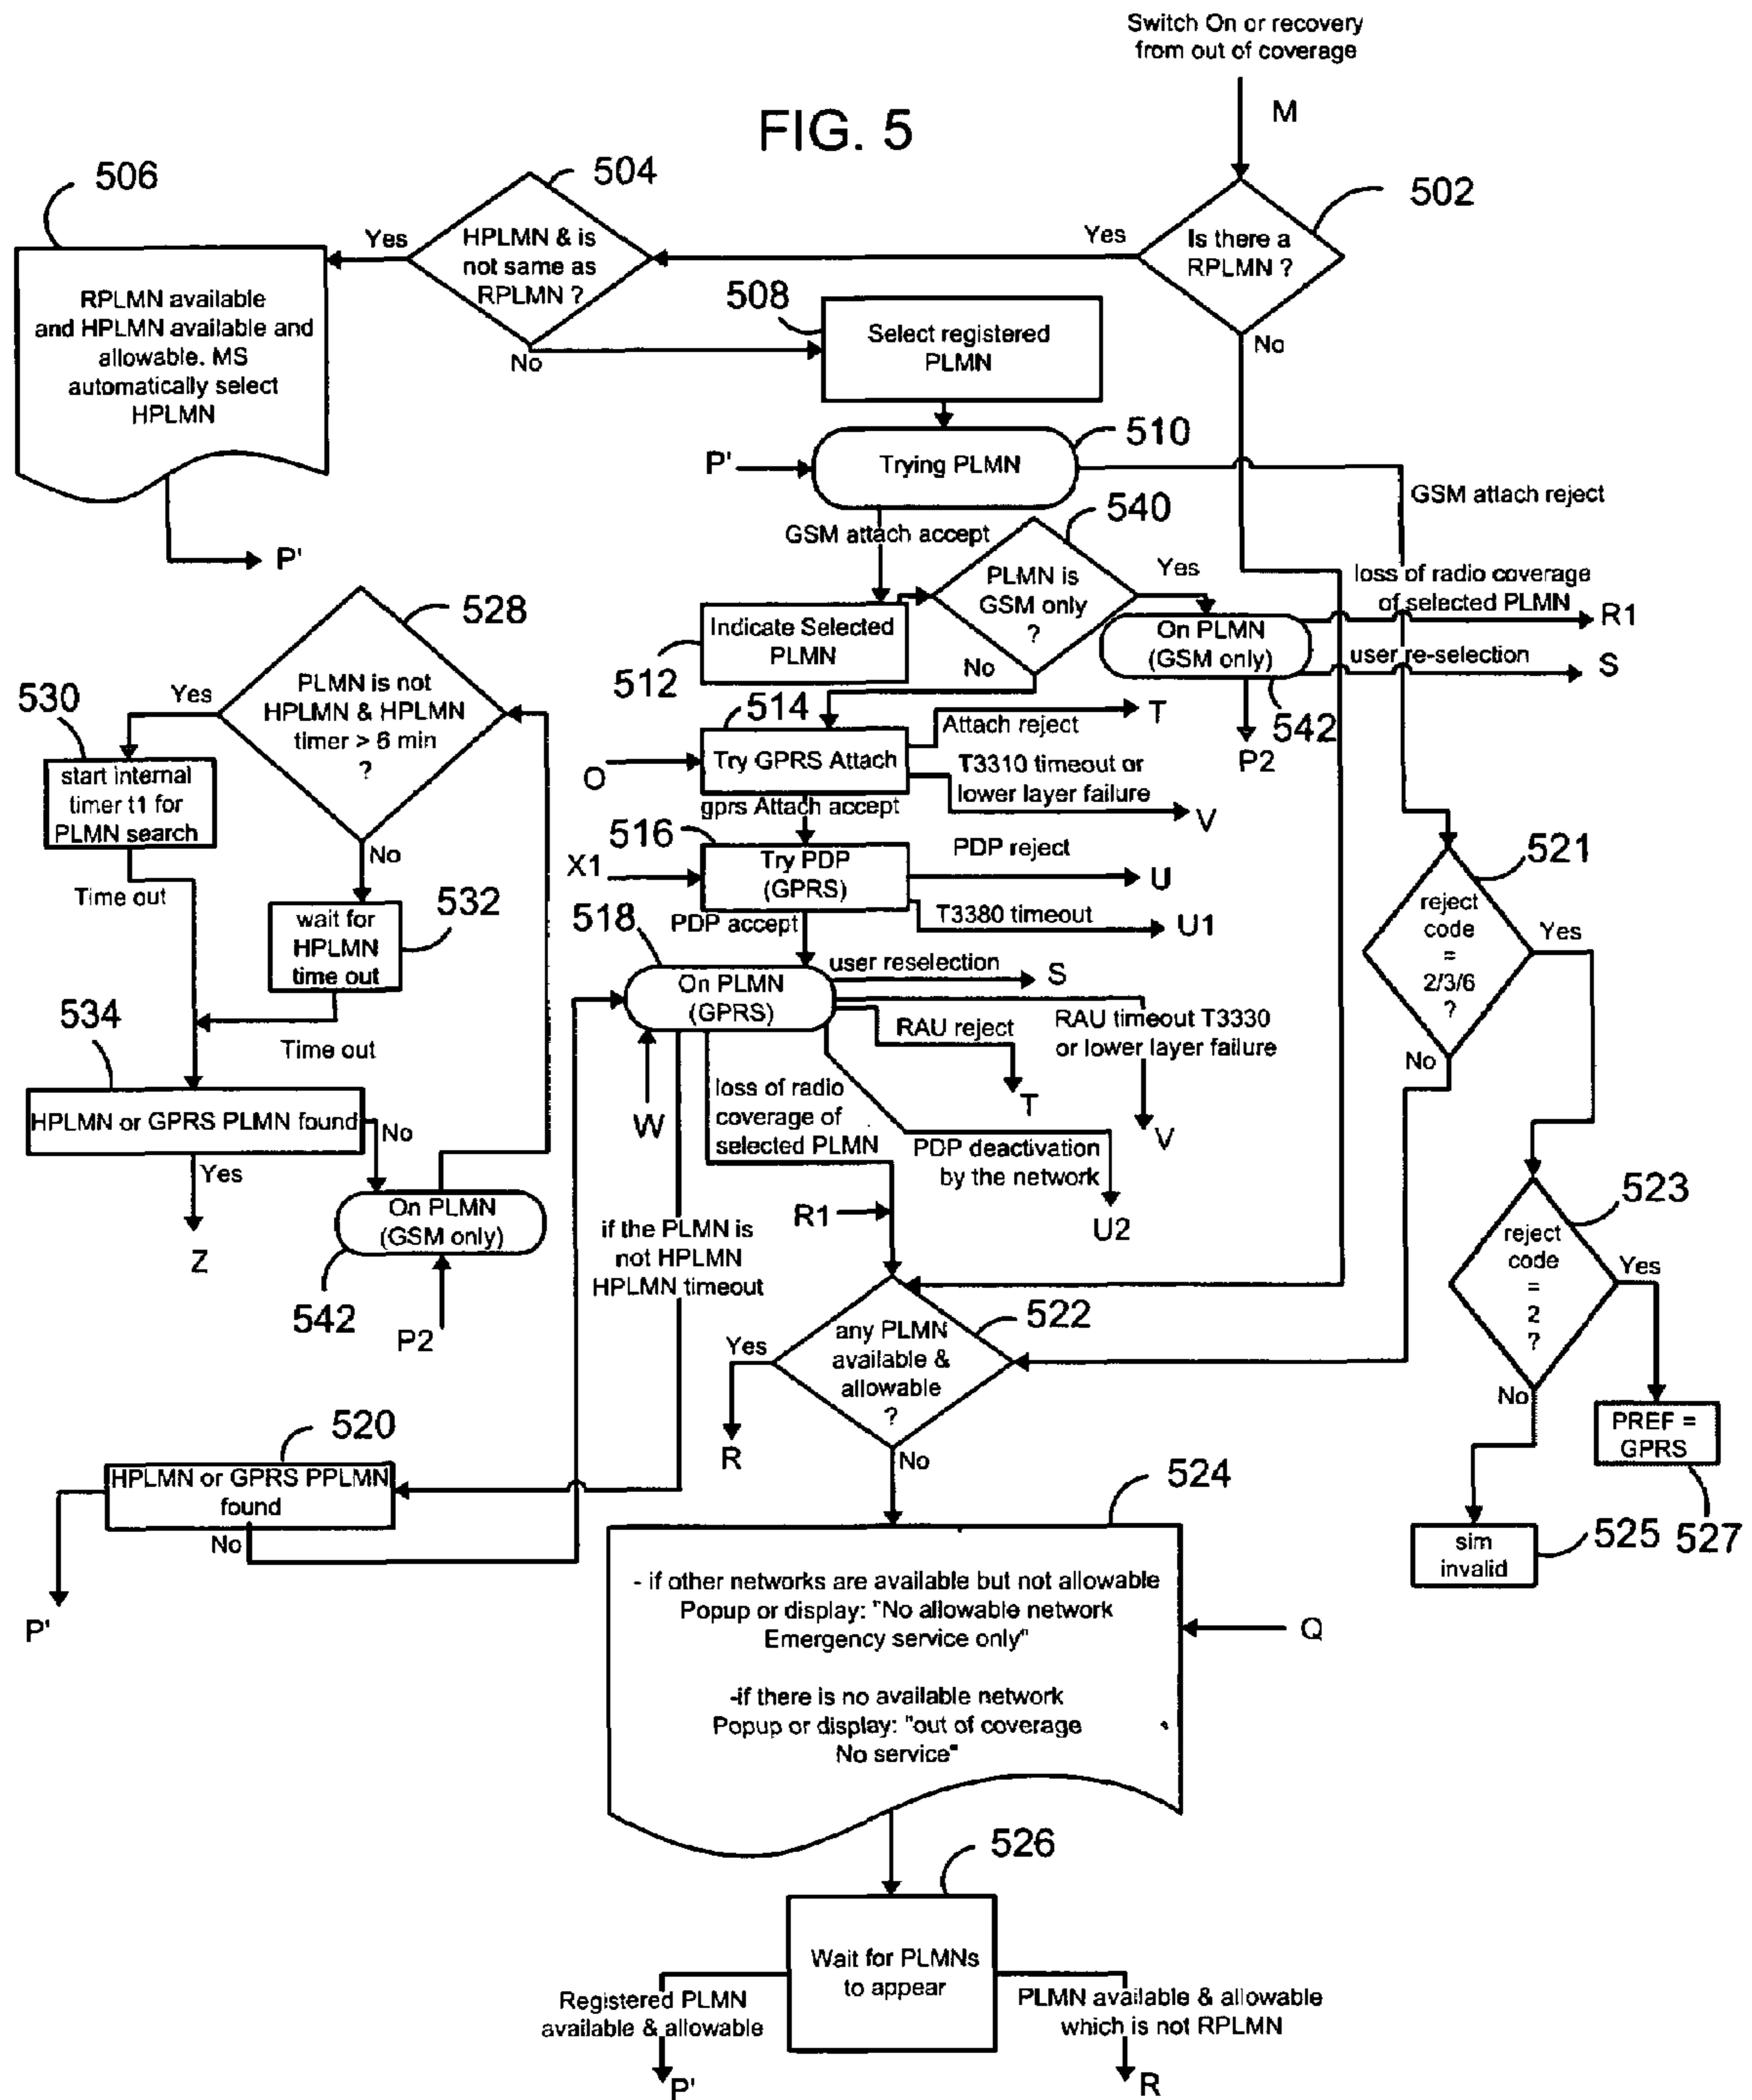 Switch On or recovery
from out of coverage
M
FIG. 5
506
504
502
Yes
HPLMN & is
not same as
RPLMN ?
Yes
Is there a
RPLMN ?
RPLMN available
and HPLMN available and
allowable. MS
automatically select
HPLMN
508
Select registered
PLMN
No
No
P'
Trying PLMN
510
GSM attach reject
GSM attach accept
540
P'
PLMN is
GSM only
?
Yes
loss of radio coverage
of selected PLMN
R1
528
Indicate Selected
PLMN
512
On PLMN
(GSM only)
user re-selection
S
No
542
P2
PLMN is not
HPLMN & HPLMN
timer > 6 min
?
Yes
530
514
Attach reject
T
start internal
timer t1 for
PLMN search
O
Try GPRS Attach
T3310 timeout or
lower layer failure
V
gprs Attach accept
No
516
PDP reject
X1
Try PDP
(GPRS)
U
521
reject
code
=
2/3/6
?
Yes
Time out
wait for
HPLMN
time out
532
518
PDP accept
T3380 timeout
U1
user reselection
S
On PLMN
(GPRS)
534
Time out
RAU reject
T
RAU timeout T3330
or lower layer failure
V
No
HPLMN or GPRS PLMN found
No
Yes
W
loss of radio
coverage of
selected PLMN
PDP deactivation
by the network
U2
Z
On PLMN
(GSM only)
542
P2
R1
if the PLMN is
not HPLMN
HPLMN timeout
523
reject
code
=
2
?
Yes
522
any PLMN
available &
allowable
?
Yes
R
No
No
PREF =
GPRS
520
HPLMN or GPRS PPLMN
found
No
P'
524
sim
invalid
525
527
- if other networks are available but not allowable
Popup or display: "No allowable network
Emergency service only"
Q
-if there is no available network
Popup or display: "out of coverage
No service"
526
Wait for PLMNs
to appear
Registered PLMN
available & allowable
P'
PLMN available & allowable
which is not RPLMN
R